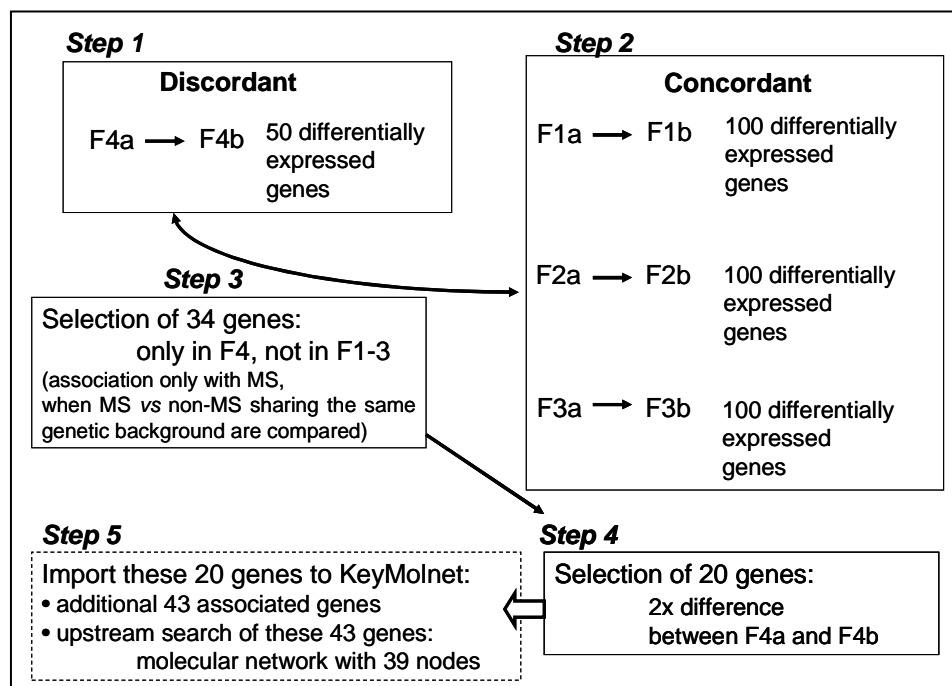 Step 1
Discordant
F4a → F4b 50 differentially
expressed
genes
Step 2
Concordant
F1a → F1b 100 differentially
expressed
genes
F2a → F2b 100 differentially
expressed
genes
F3a → F3b 100 differentially
expressed
genes
Step 3
Selection of 34 genes:
only in F4, not in F1-3
(association only with MS,
when MS vs non-MS sharing the same
genetic background are compared)
Step 4
Selection of 20 genes:
2x difference
between F4a and F4b
Step 5
Import these 20 genes to KeyMolnet:
• additional 43 associated genes
• upstream search of these 43 genes:
molecular network with 39 nodes